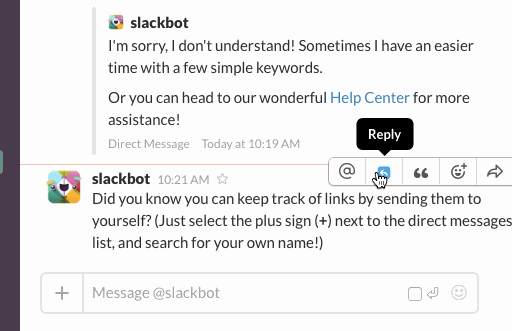 slackbot
I'm sorry, I don't understand! Sometimes I have an easier
time with a few simple keywords.
Or you can head to our wonderful Help Center for more
assistance!
Direct Message Today at 10:19 AM
Reply
slackbot 10:21 AM
Did you know you can keep track of links by sending them to
yourself? (Just select the plus sign (+) next to the direct messages
list, and search for your own name!)
Message @slackbot